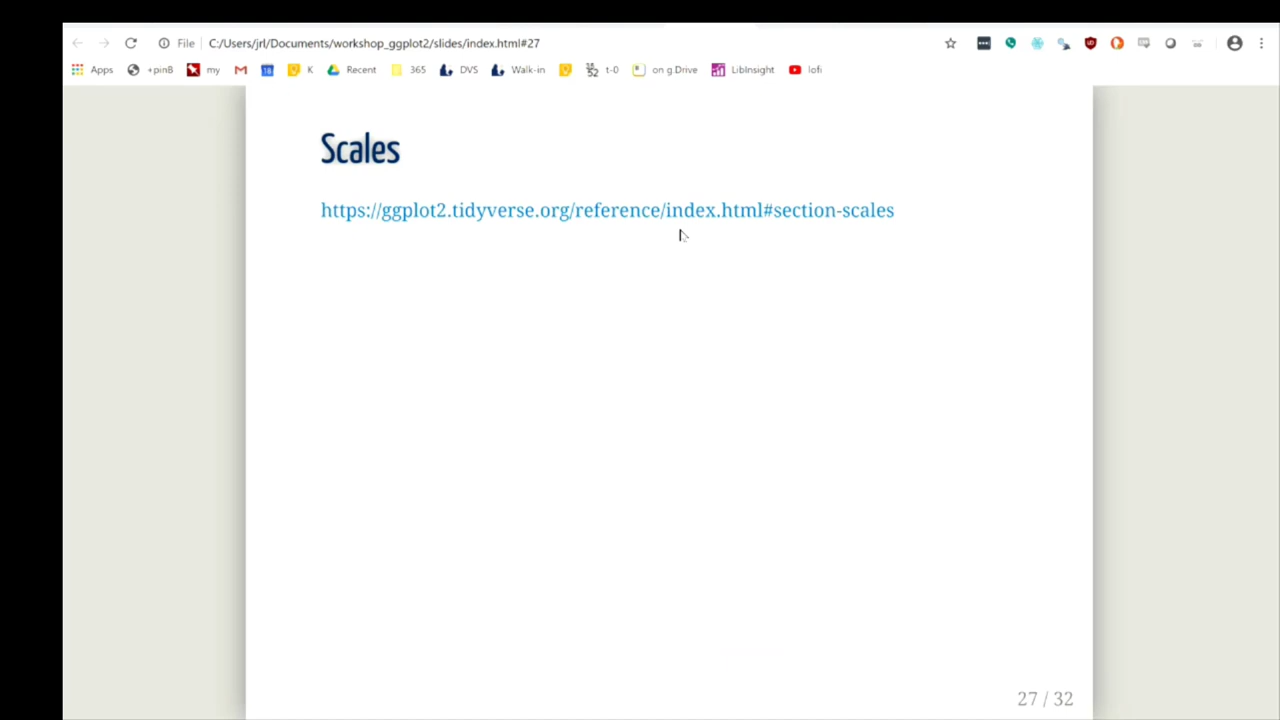 File C:/Users/jrl/Documents/workshop_ggplot2/slides/index.html#27
Apps +pinB my K Recent 365 DVS Walk-in t-0 on g.Drive LibInsight lofi
Scales
https://ggplot2.tidyverse.org/reference/index.html#section-scales
27 / 32